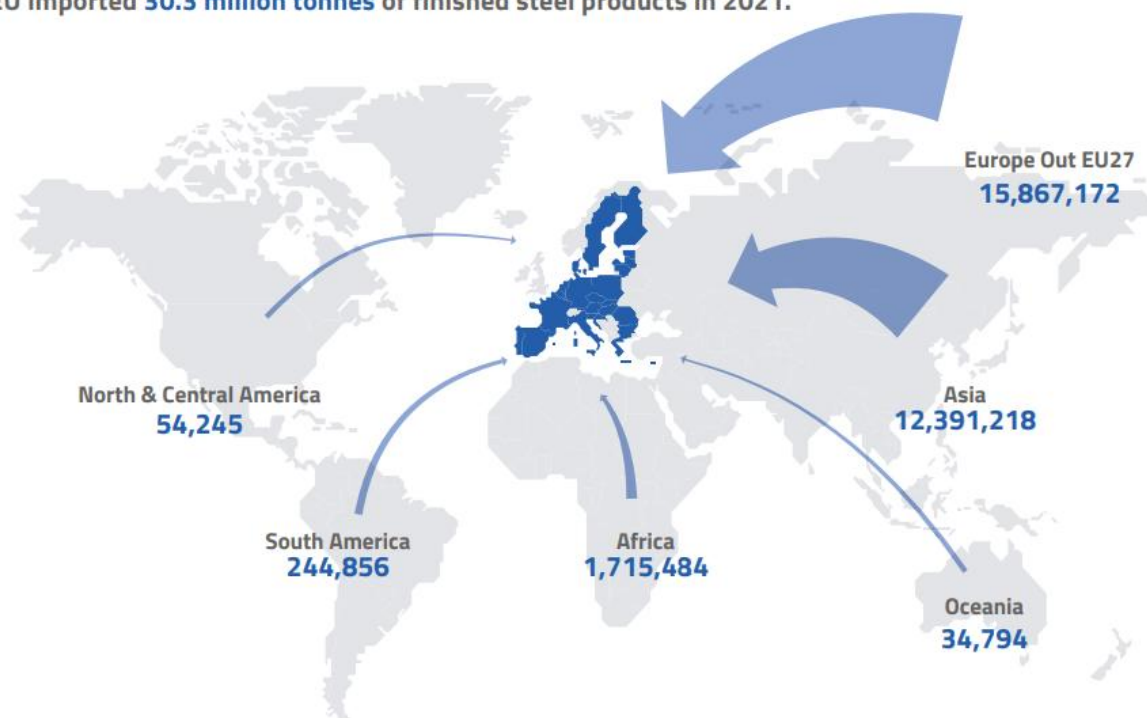 EU imported 30.3 million tonnes of finished steel products in 2021.
Europe Out EU27
15,867,172
North & Central America
54,245
Asia
12,391,218
South America
244,856
Africa
1,715,484
Oceania
34,794